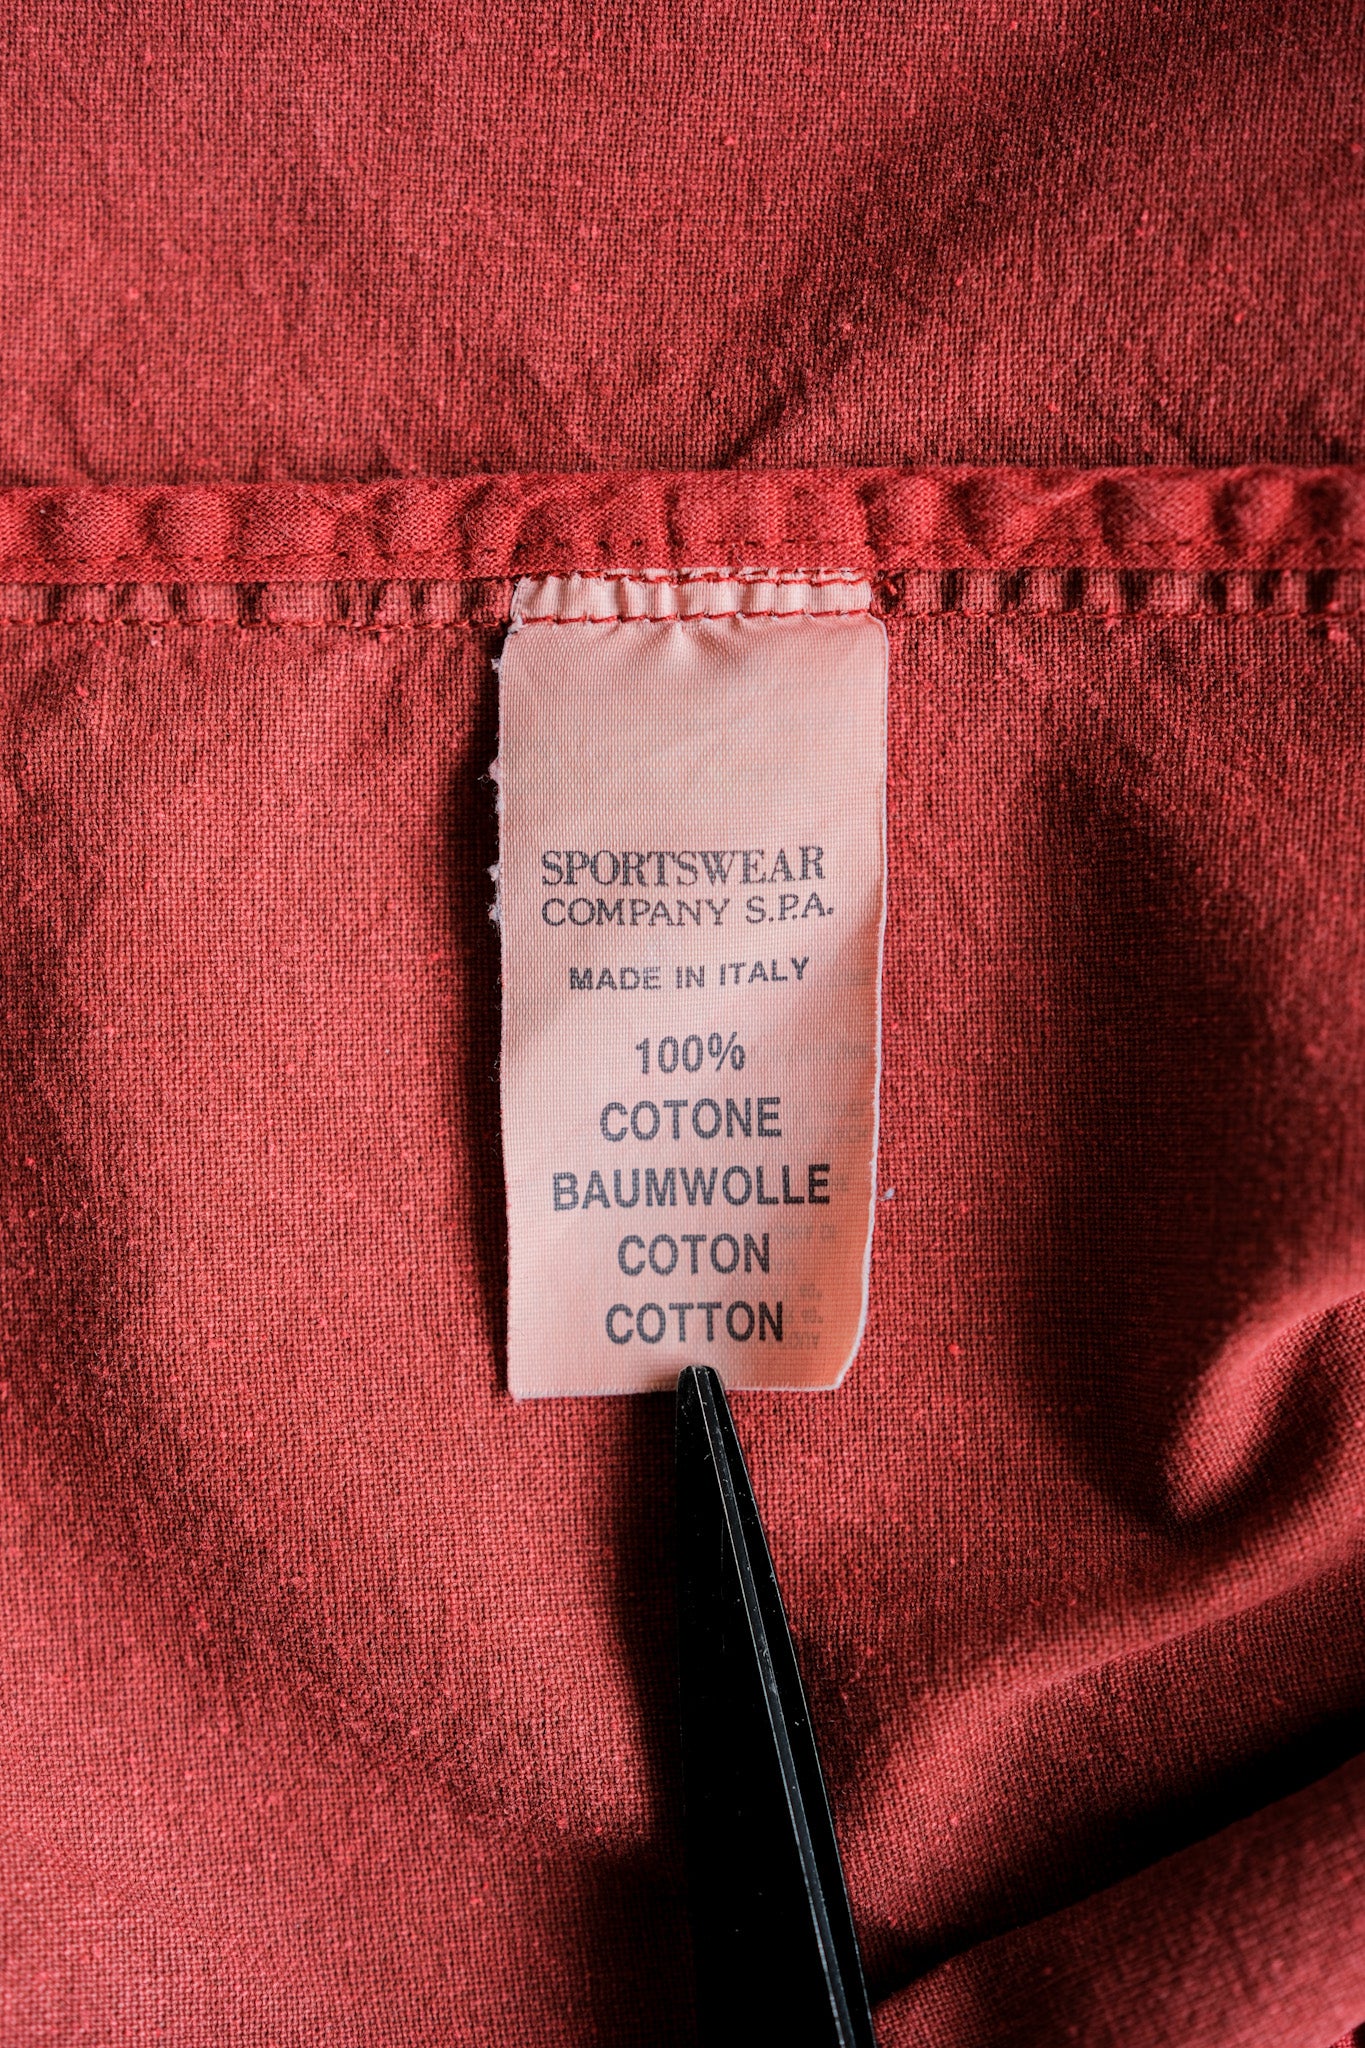 SPORTSWEAR
COMPANY S.P.A.
MADE IN ITALY
100%
COTONE
BAUMWOLLE
COTON
COTTON